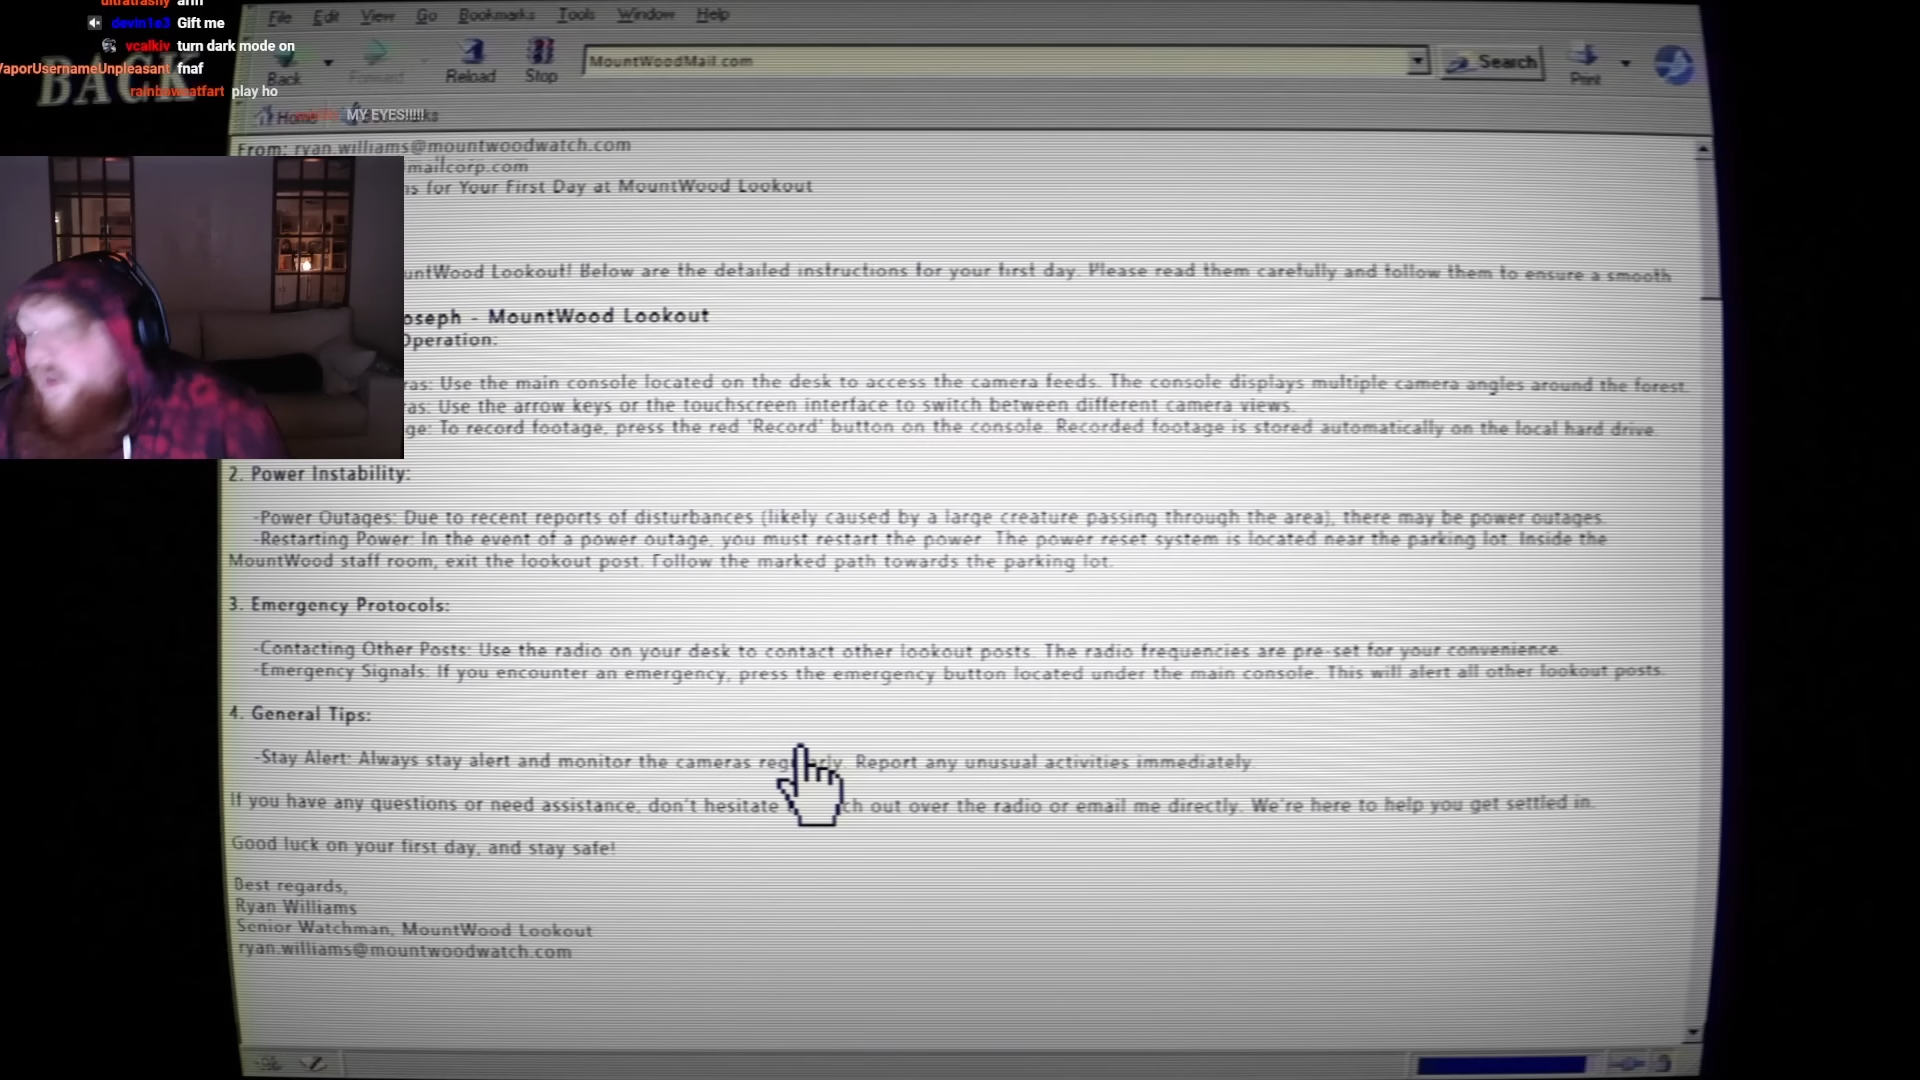 ultratrashy arin
devin1e3 Gift me
vcalkiv turn dark mode on
VaporUsernameUnpleasant fnaf
rainboweatfart play ho
MY EYES!!!!!
BACK
File Edit View Go Bookmarks Tools Window Help
Back Forward Reload Stop MountWoodMail.com Search Print
Home
From: ryan.williams@mountwoodwatch.com
mailcorp.com
ns for Your First Day at MountWood Lookout
untWood Lookout! Below are the detailed instructions for your first day. Please read them carefully and follow them to ensure a smooth
oseph - MountWood Lookout
Operation:
ras: Use the main console located on the desk to access the camera feeds. The console displays multiple camera angles around the forest.
as: Use the arrow keys or the touchscreen interface to switch between different camera views.
ge: To record footage, press the red 'Record' button on the console. Recorded footage is stored automatically on the local hard drive.
2. Power Instability:
-Power Outages: Due to recent reports of disturbances (likely caused by a large creature passing through the area), there may be power outages.
-Restarting Power: In the event of a power outage, you must restart the power. The power reset system is located near the parking lot. Inside the
MountWood staff room, exit the lookout post. Follow the marked path towards the parking lot.
3. Emergency Protocols:
-Contacting Other Posts: Use the radio on your desk to contact other lookout posts. The radio frequencies are pre-set for your convenience.
-Emergency Signals: If you encounter an emergency, press the emergency button located under the main console. This will alert all other lookout posts.
4. General Tips:
-Stay Alert: Always stay alert and monitor the cameras reg rly. Report any unusual activities immediately.
If you have any questions or need assistance, don't hesitate ch out over the radio or email me directly. We're here to help you get settled in.
Good luck on your first day, and stay safe!
Best regards,
Ryan Williams
Senior Watchman, MountWood Lookout
ryan.williams@mountwoodwatch.com